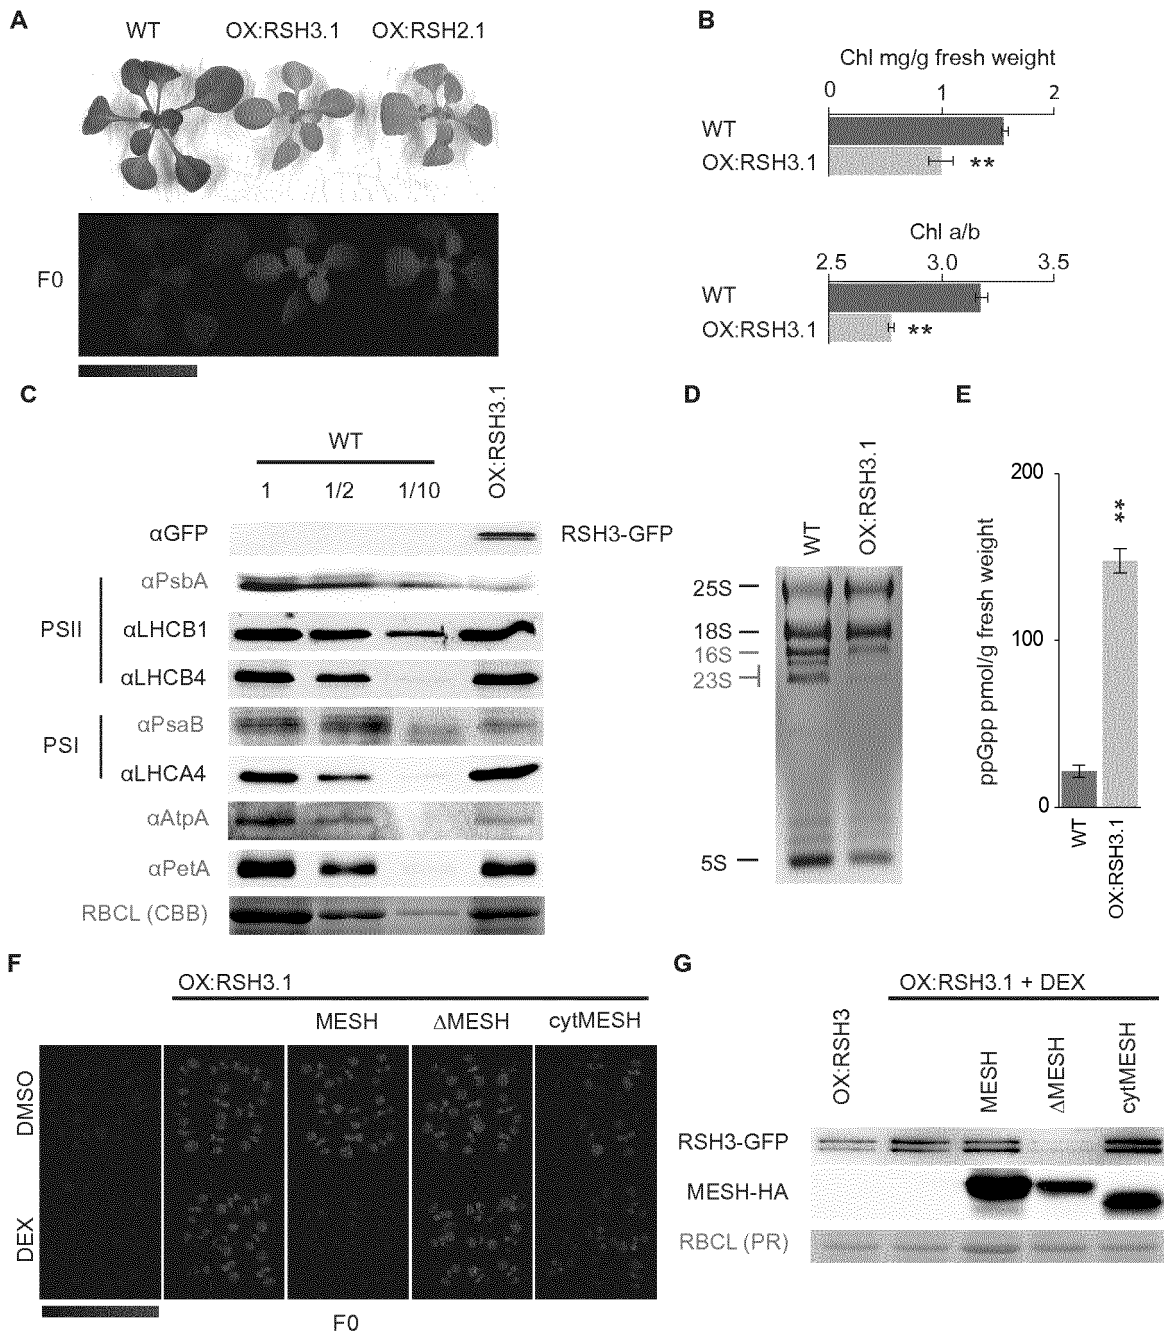 A
WT OX:RSH3.1 OX:RSH2.1
F0
B
Chl mg/g fresh weight
0 1 2
WT
OX:RSH3.1 **
Chl a/b
2.5 3.0 3.5
WT
OX:RSH3.1 **
C
WT
OX:RSH3.1
1 1/2 1/10
αGFP RSH3-GFP
PSII
αPsbA
αLHCB1
αLHCB4
PSI
αPsaB
αLHCA4
αAtpA
αPetA
RBCL (CBB)
D
WT
OX:RSH3.1
25S
18S
16S
23S
5S
E
ppGpp pmol/g fresh weight
200
100
0
**
WT
OX:RSH3.1
F
OX:RSH3.1
MESH ΔMESH cytMESH
DMSO
DEX
F0
G
OX:RSH3.1 + DEX
OX:RSH3
MESH
ΔMESH
cytMESH
RSH3-GFP
MESH-HA
RBCL (PR)